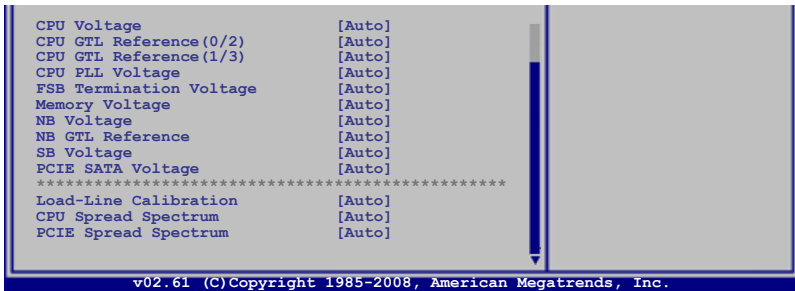 CPU Voltage [Auto]
CPU GTL Reference(0/2) [Auto]
CPU GTL Reference(1/3) [Auto]
CPU PLL Voltage [Auto]
FSB Termination Voltage [Auto]
Memory Voltage [Auto]
NB Voltage [Auto]
NB GTL Reference [Auto]
SB Voltage [Auto]
PCIE SATA Voltage [Auto]
*************************************************
Load-Line Calibration [Auto]
CPU Spread Spectrum [Auto]
PCIE Spread Spectrum [Auto]
v02.61 (C)Copyright 1985-2008, American Megatrends, Inc.